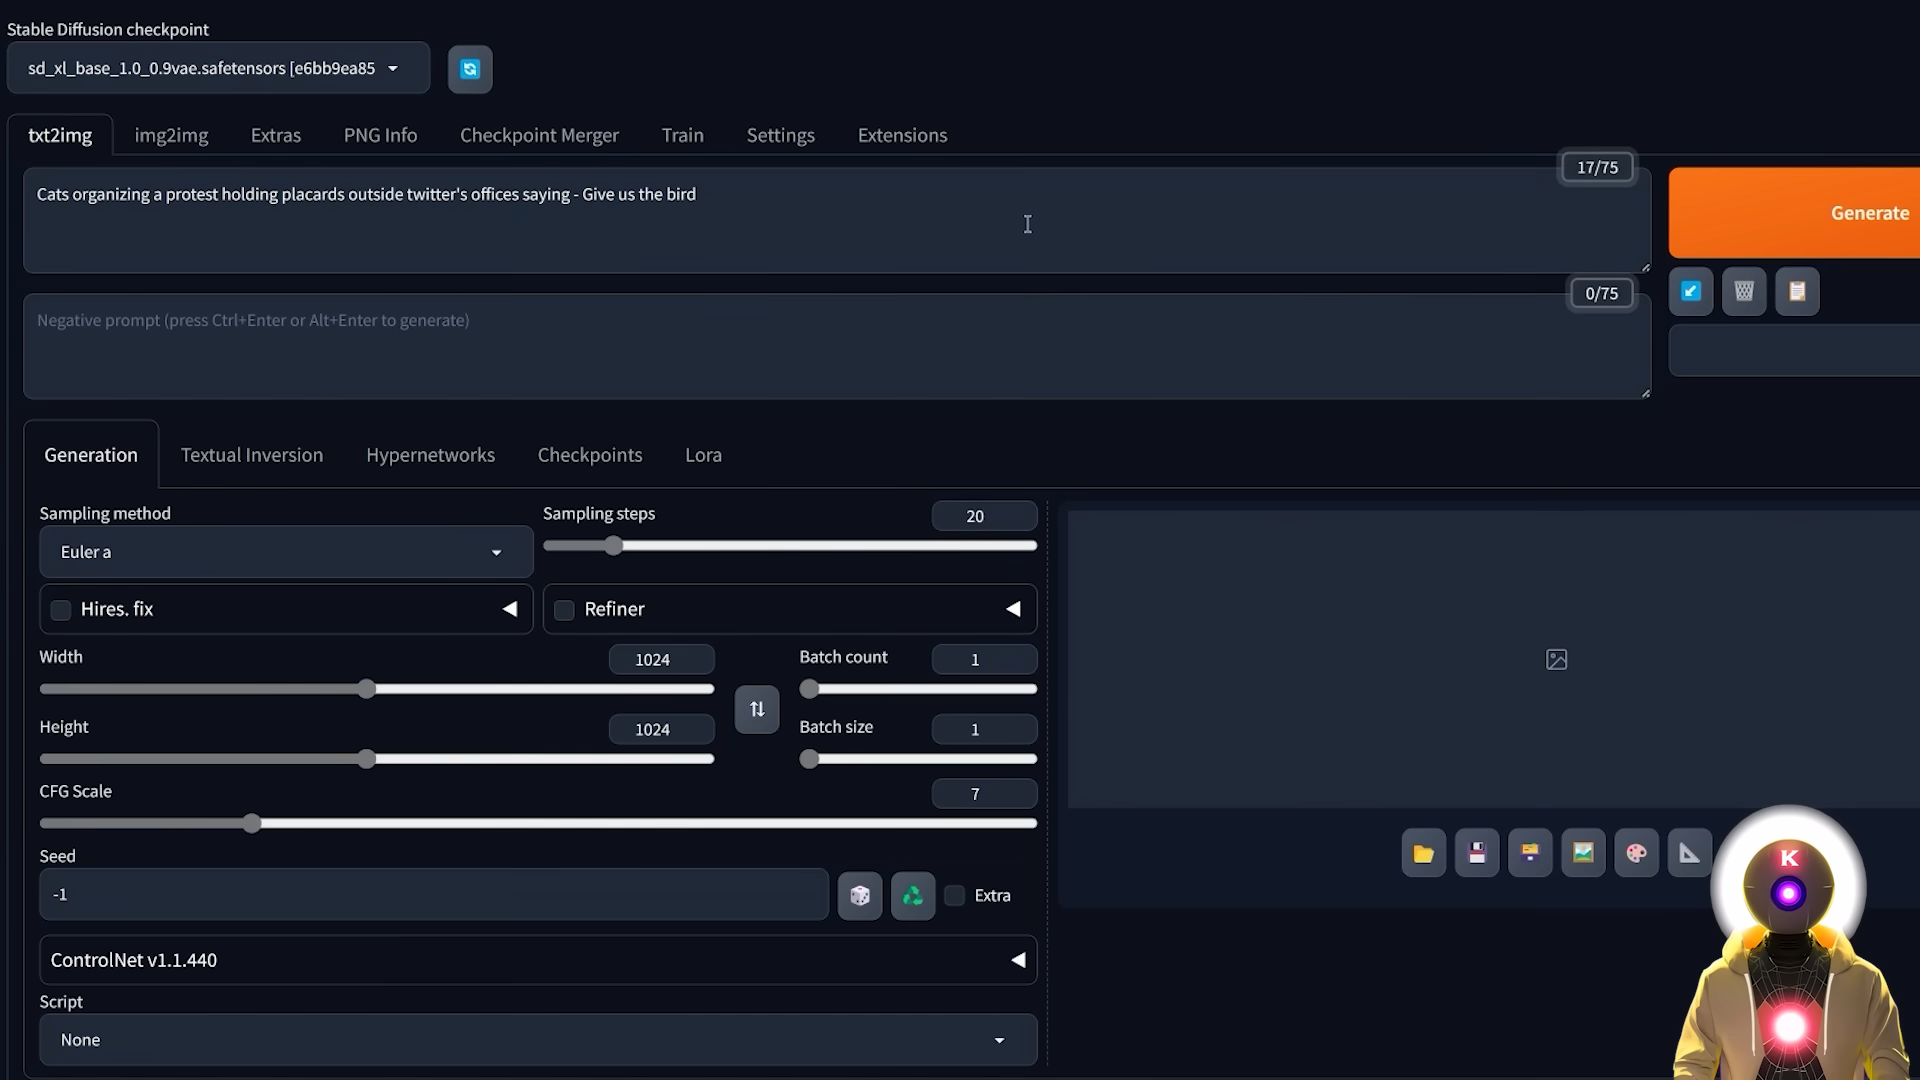 Stable Diffusion checkpoint
sd_xl_base_1.0_0.9vae.safetensors [e6bb9ea85
txt2img img2img Extras PNG Info Checkpoint Merger Train Settings Extensions
17/75
Cats organizing a protest holding placards outside twitter's offices saying - Give us the bird
Generate
0/75
Negative prompt (press Ctrl+Enter or Alt+Enter to generate)
Generation Textual Inversion Hypernetworks Checkpoints Lora
Sampling method
Euler a
Sampling steps
20
Hires. fix
Refiner
Width
1024
Batch count
1
Height
1024
Batch size
1
CFG Scale
7
Seed
-1
Extra
K
ControlNet v1.1.440
Script
None